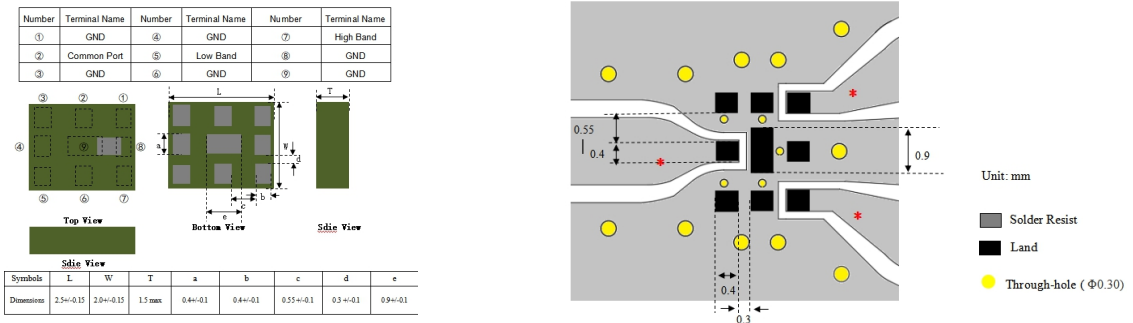 Number Terminal Name Number Terminal Name Number Terminal Name
① GND ④ GND ⑦ High Band
② Common Port ⑤ Low Band ⑧ GND
③ GND ⑥ GND ⑨ GND
③ ② ① L T
④ ⑨ ⑧ a W d
⑤ ⑥ ⑦ b
c
e
Top View Bottom View Sdie View
Sdie View
Symbols L W T a b c d e
Dimensions 2.5+/-0.15 2.0+/-0.15 1.5 max 0.4+/-0.1 0.4+/-0.1 0.55+/-0.1 0.3 +/-0.1 0.9+/-0.1
*
0.55
0.4
*
0.9
*
0.4
0.3
Unit: mm
Solder Resist
Land
Through-hole ( Φ0.30)